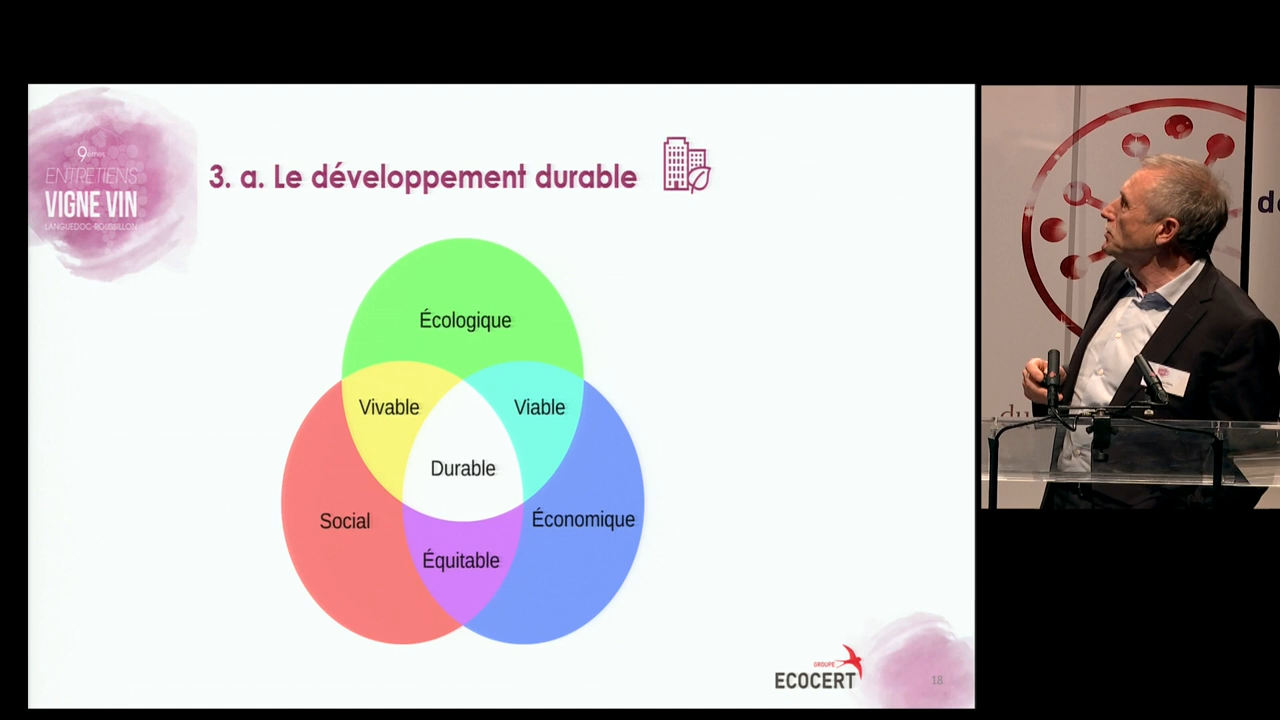 9èmes
ENTRETIENS
VIGNE VIN
LANGUEDOC-ROUSSILLON
3. a. Le développement durable
Écologique
Vivable
Viable
Durable
Social
Économique
Équitable
GROUPE
ECOCERT
18
du